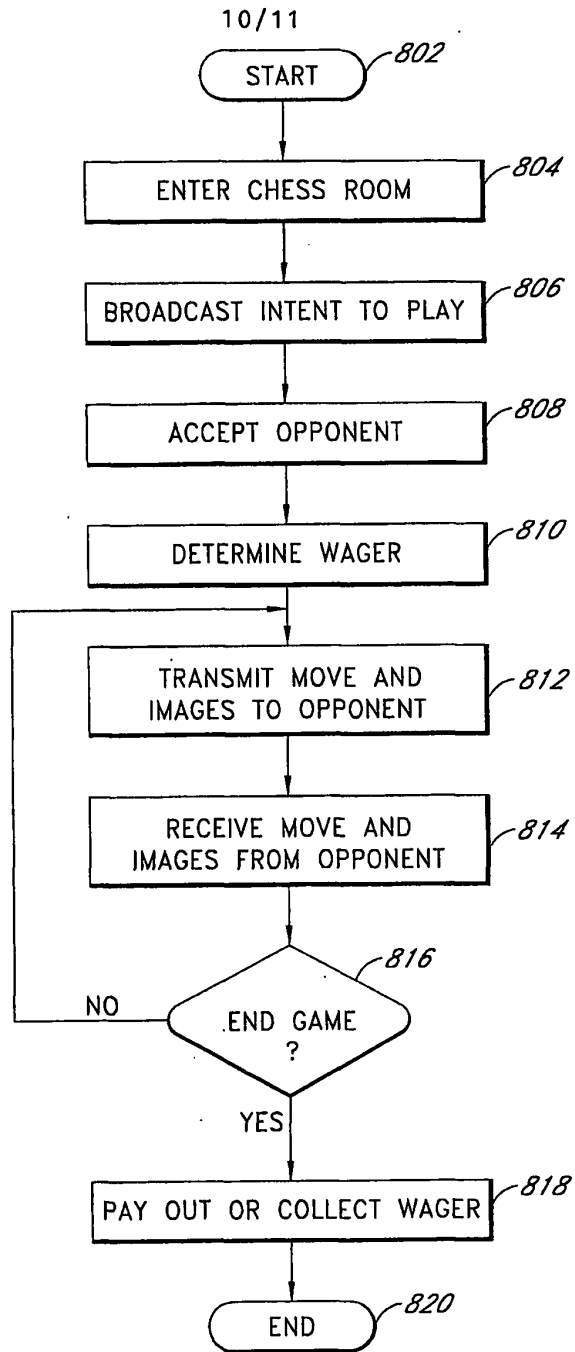 10/11
START
802
ENTER CHESS ROOM
804
BROADCAST INTENT TO PLAY
806
ACCEPT OPPONENT
808
DETERMINE WAGER
810
TRANSMIT MOVE AND
IMAGES TO OPPONENT
812
RECEIVE MOVE AND
IMAGES FROM OPPONENT
814
816
END GAME
?
NO
YES
PAY OUT OR COLLECT WAGER
818
END
820